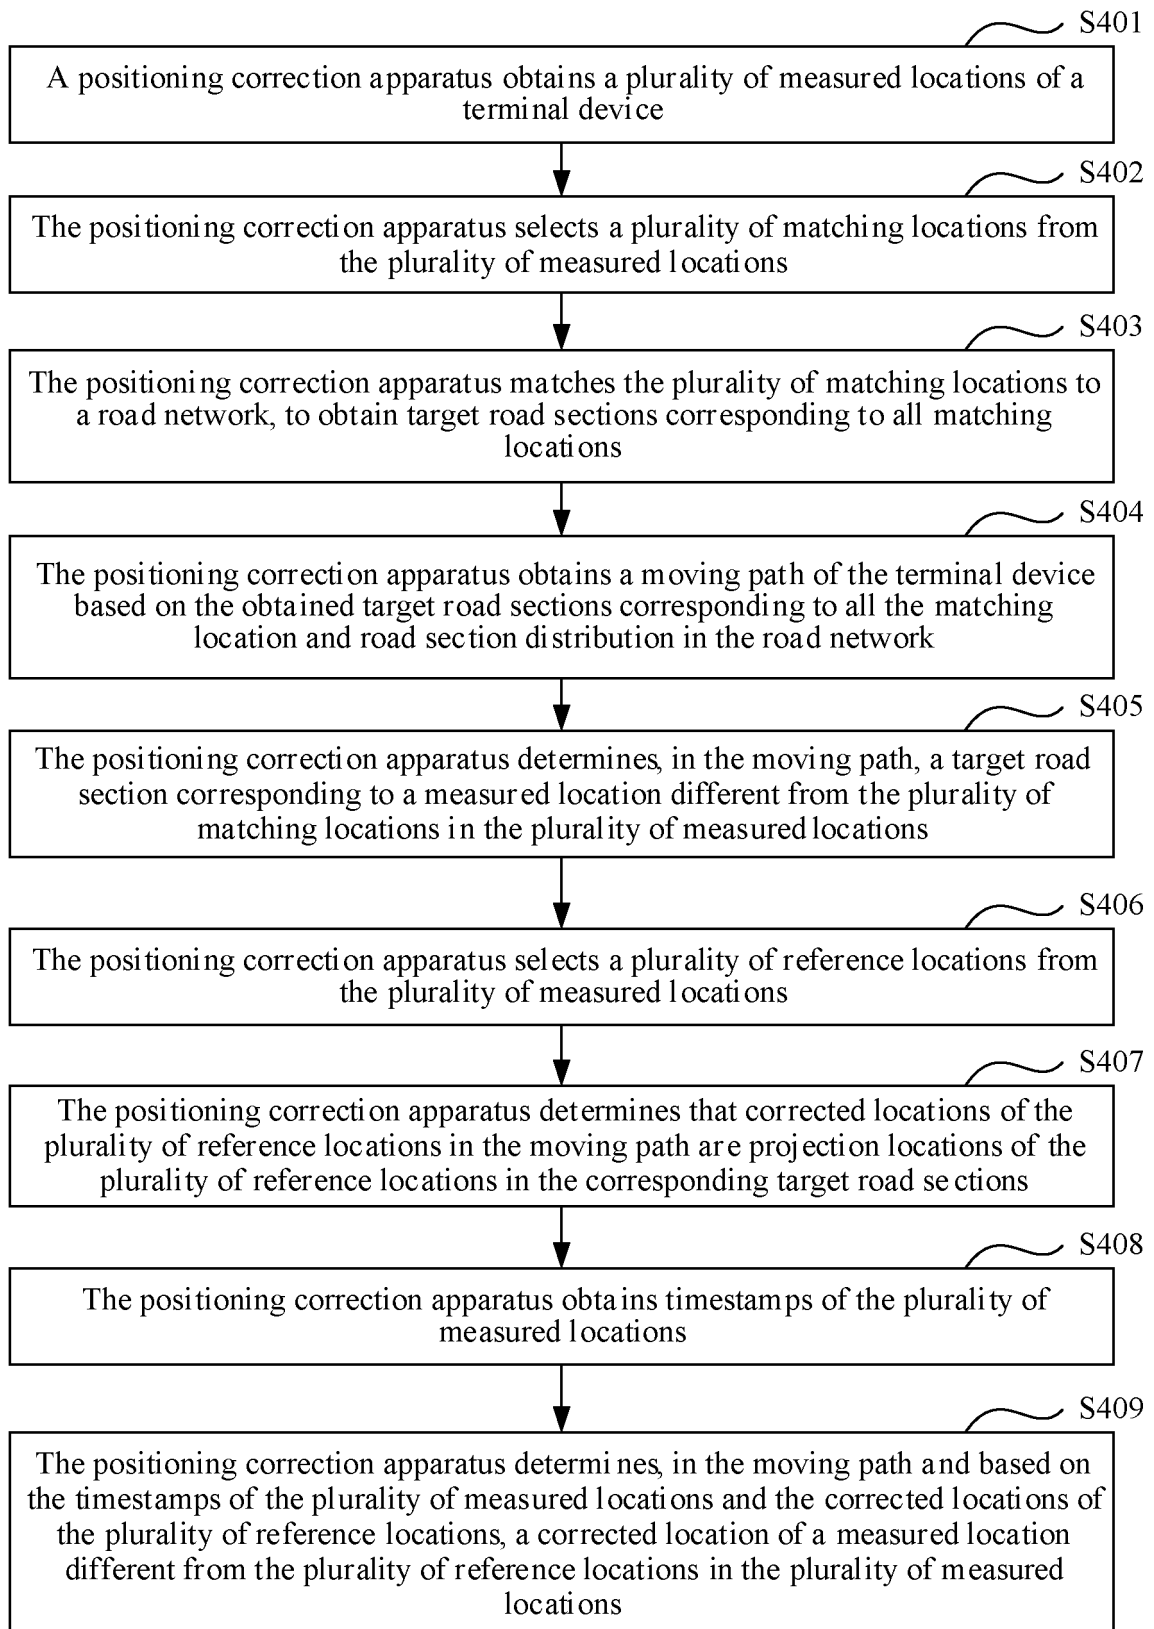 S401
A positioning correction apparatus obtains a plurality of measured locations of a
terminal device
S402
The positioning correction apparatus selects a plurality of matching locations from
the plurality of measured locations
S403
The positioning correction apparatus matches the plurality of matching locations to
a road network, to obtain target road sections corresponding to all matching
locations
S404
The positioning correction apparatus obtains a moving path of the terminal device
based on the obtained target road sections corresponding to all the matching
location and road section distribution in the road network
S405
The positioning correction apparatus determines, in the moving path, a target road
section corresponding to a measured location different from the plurality of
matching locations in the plurality of measured locations
S406
The positioning correction apparatus selects a plurality of reference locations from
the plurality of measured locations
S407
The positioning correction apparatus determines that corrected locations of the
plurality of reference locations in the moving path are projection locations of the
plurality of reference locations in the corresponding target road sections
S408
The positioning correction apparatus obtains timestamps of the plurality of
measured locations
S409
The positioning correction apparatus determines, in the moving path and based on
the timestamps of the plurality of measured locations and the corrected locations of
the plurality of reference locations, a corrected location of a measured location
different from the plurality of reference locations in the plurality of measured
locations